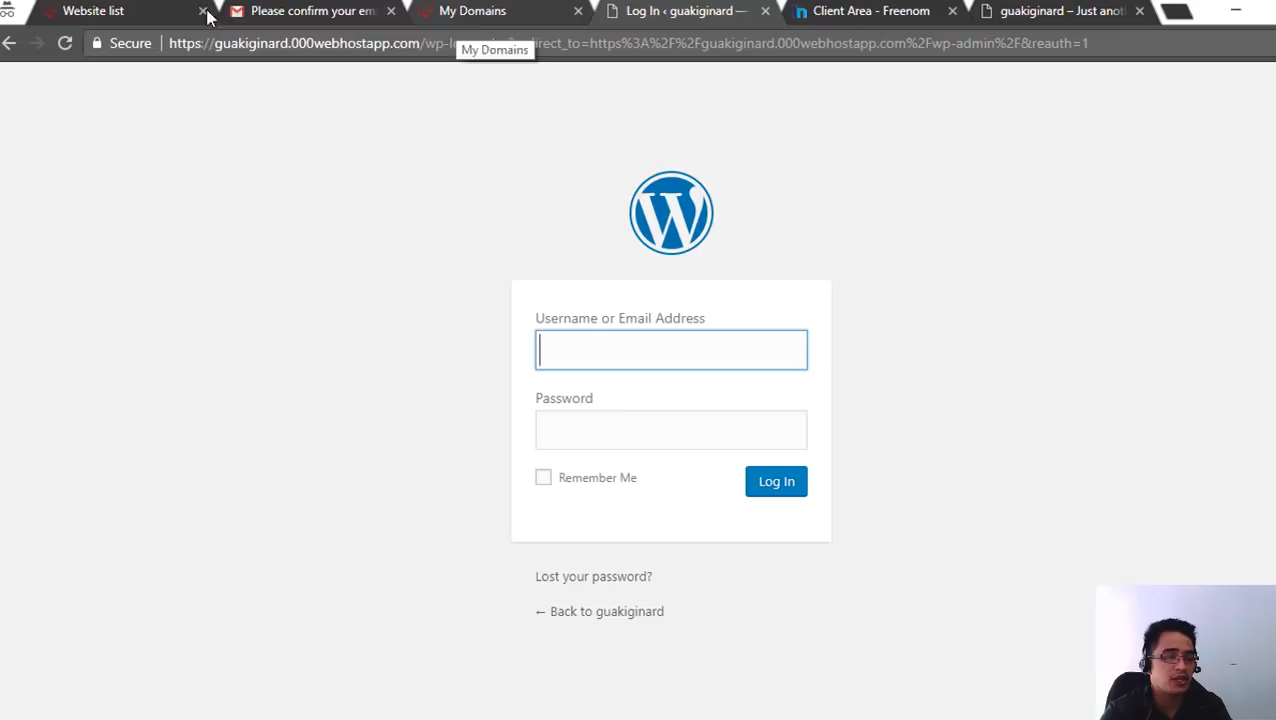 Website list
Please confirm your em
My Domains
Log In ‹ guakiginard —
Client Area - Freenom
guakiginard – Just anot
Secure
https://guakiginard.000webhostapp.com/wp-lo
direct_to=https%3A%2F%2Fguakiginard.000webhostapp.com%2Fwp-admin%2F&reauth=1
My Domains
Username or Email Address
Password
Remember Me
Log In
Lost your password?
← Back to guakiginard